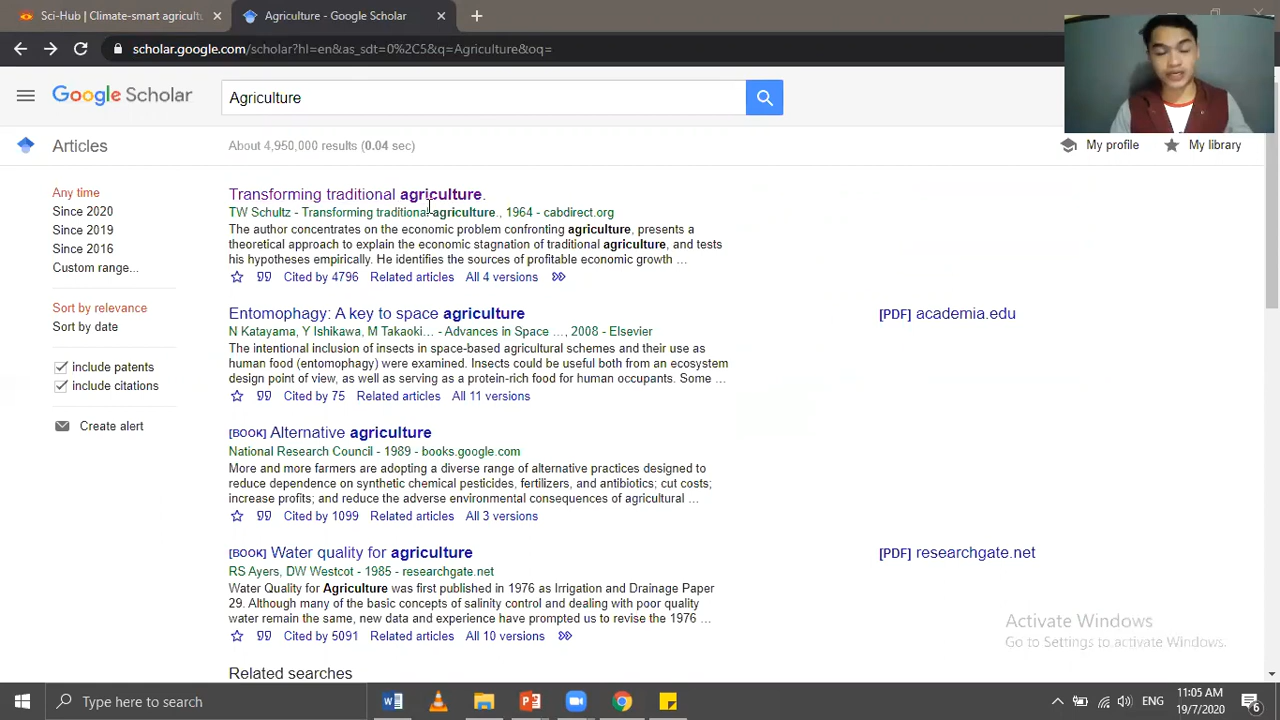 Sci-Hub | Climate-smart agricult
Agriculture - Google Scholar
scholar.google.com/scholar?hl=en&as_sdt=0%2C5&q=Agriculture&oq=
Google Scholar
Agriculture
Articles
About 4,950,000 results (0.04 sec)
My profile
My library
Any time
Since 2020
Since 2019
Since 2016
Custom range...
Sort by relevance
Sort by date
include patents
include citations
Create alert
Transforming traditional agriculture.
TW Schultz - Transforming traditional agriculture., 1964 - cabdirect.org
The author concentrates on the economic problem confronting agriculture, presents a
theoretical approach to explain the economic stagnation of traditional agriculture, and tests
his hypotheses empirically. He identifies the sources of profitable economic growth ...
Cited by 4796 Related articles All 4 versions
Entomophagy: A key to space agriculture
[PDF] academia.edu
N Katayama, Y Ishikawa, M Takaoki... - Advances in Space ..., 2008 - Elsevier
The intentional inclusion of insects in space-based agricultural schemes and their use as
human food (entomophagy) were examined. Insects could be useful both from an ecosystem
design point of view, as well as serving as a protein-rich food for human occupants. Some ...
Cited by 75 Related articles All 11 versions
[BOOK] Alternative agriculture
National Research Council - 1989 - books.google.com
More and more farmers are adopting a diverse range of alternative practices designed to
reduce dependence on synthetic chemical pesticides, fertilizers, and antibiotics; cut costs;
increase profits; and reduce the adverse environmental consequences of agricultural ...
Cited by 1099 Related articles All 3 versions
[BOOK] Water quality for agriculture
[PDF] researchgate.net
RS Ayers, DW Westcot - 1985 - researchgate.net
Water Quality for Agriculture was first published in 1976 as Irrigation and Drainage Paper
29. Although many of the basic concepts of salinity control and dealing with poor quality
water remain the same, new data and experience have prompted us to revise the 1976 ...
Cited by 5091 Related articles All 10 versions
Related searches
Activate Windows
Go to Settings to activate Windows.
Type here to search
ENG
11:05 AM
19/7/2020
6